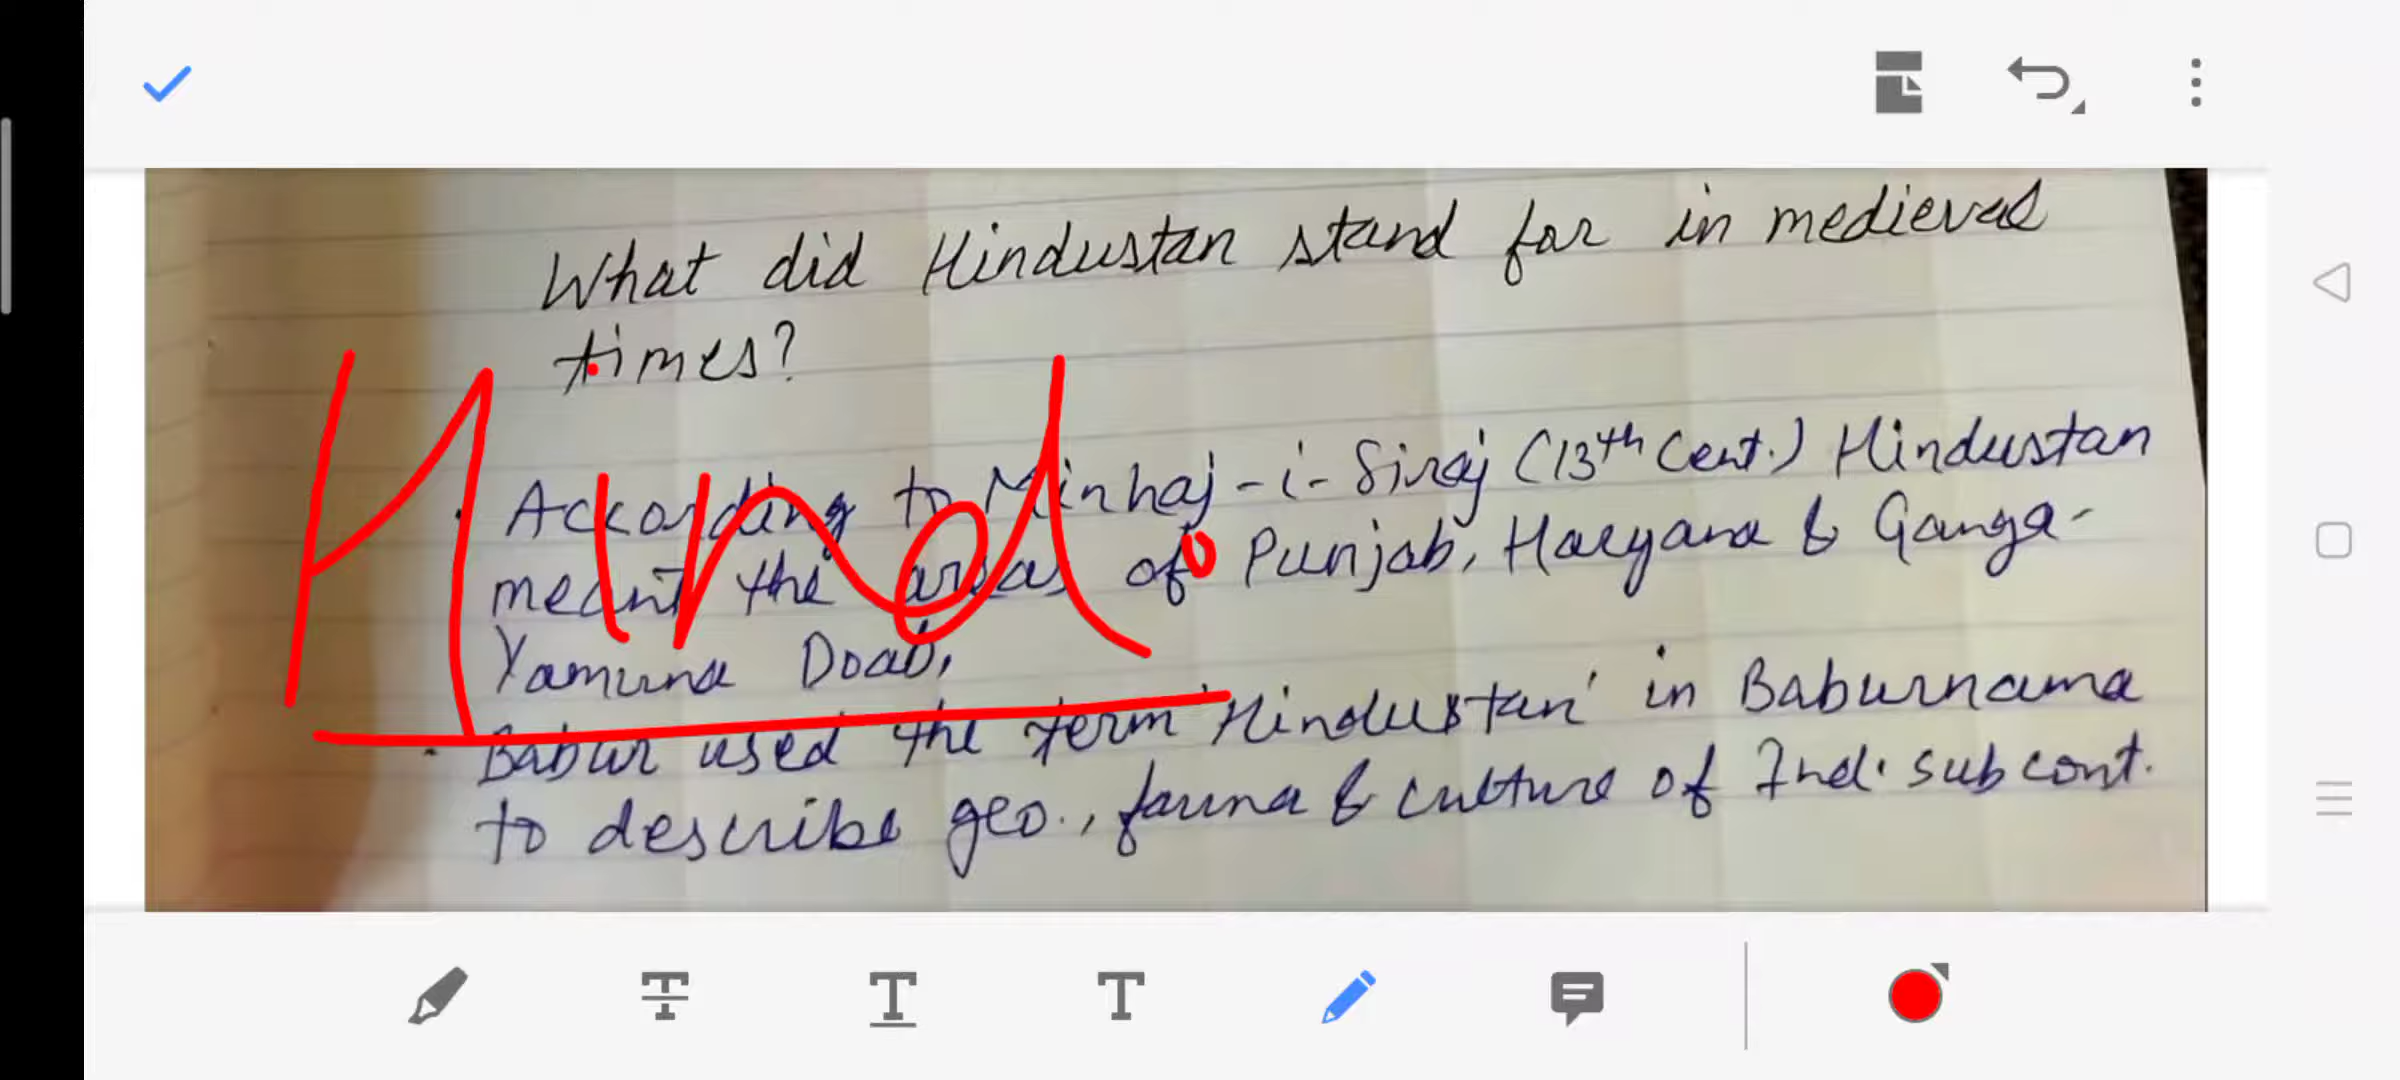 What did Hindustan stand for in medieval
times?
Hind
According to Minhaj-i-Siraj (13th Cent.) Hindustan
meant the areas of Punjab, Haryana & Ganga-
Yamuna Doab.
Babur used the term 'Hindustan' in Baburnama
to describe geo., fauna & culture of Ind. subcont.